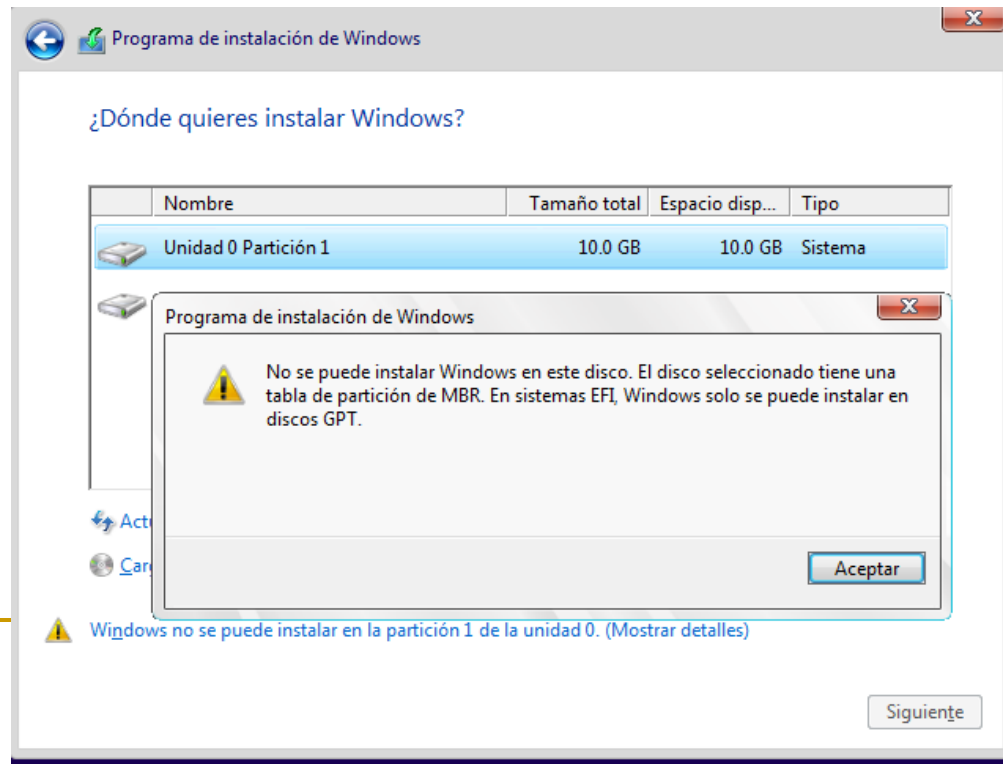 Programa de instalación de Windows
¿Dónde quieres instalar Windows?
Nombre Tamaño total Espacio disp... Tipo
Unidad 0 Partición 1 10.0 GB 10.0 GB Sistema
Programa de instalación de Windows
No se puede instalar Windows en este disco. El disco seleccionado tiene una
tabla de partición de MBR. En sistemas EFI, Windows solo se puede instalar en
discos GPT.
Aceptar
Windows no se puede instalar en la partición 1 de la unidad 0. (Mostrar detalles)
Siguiente